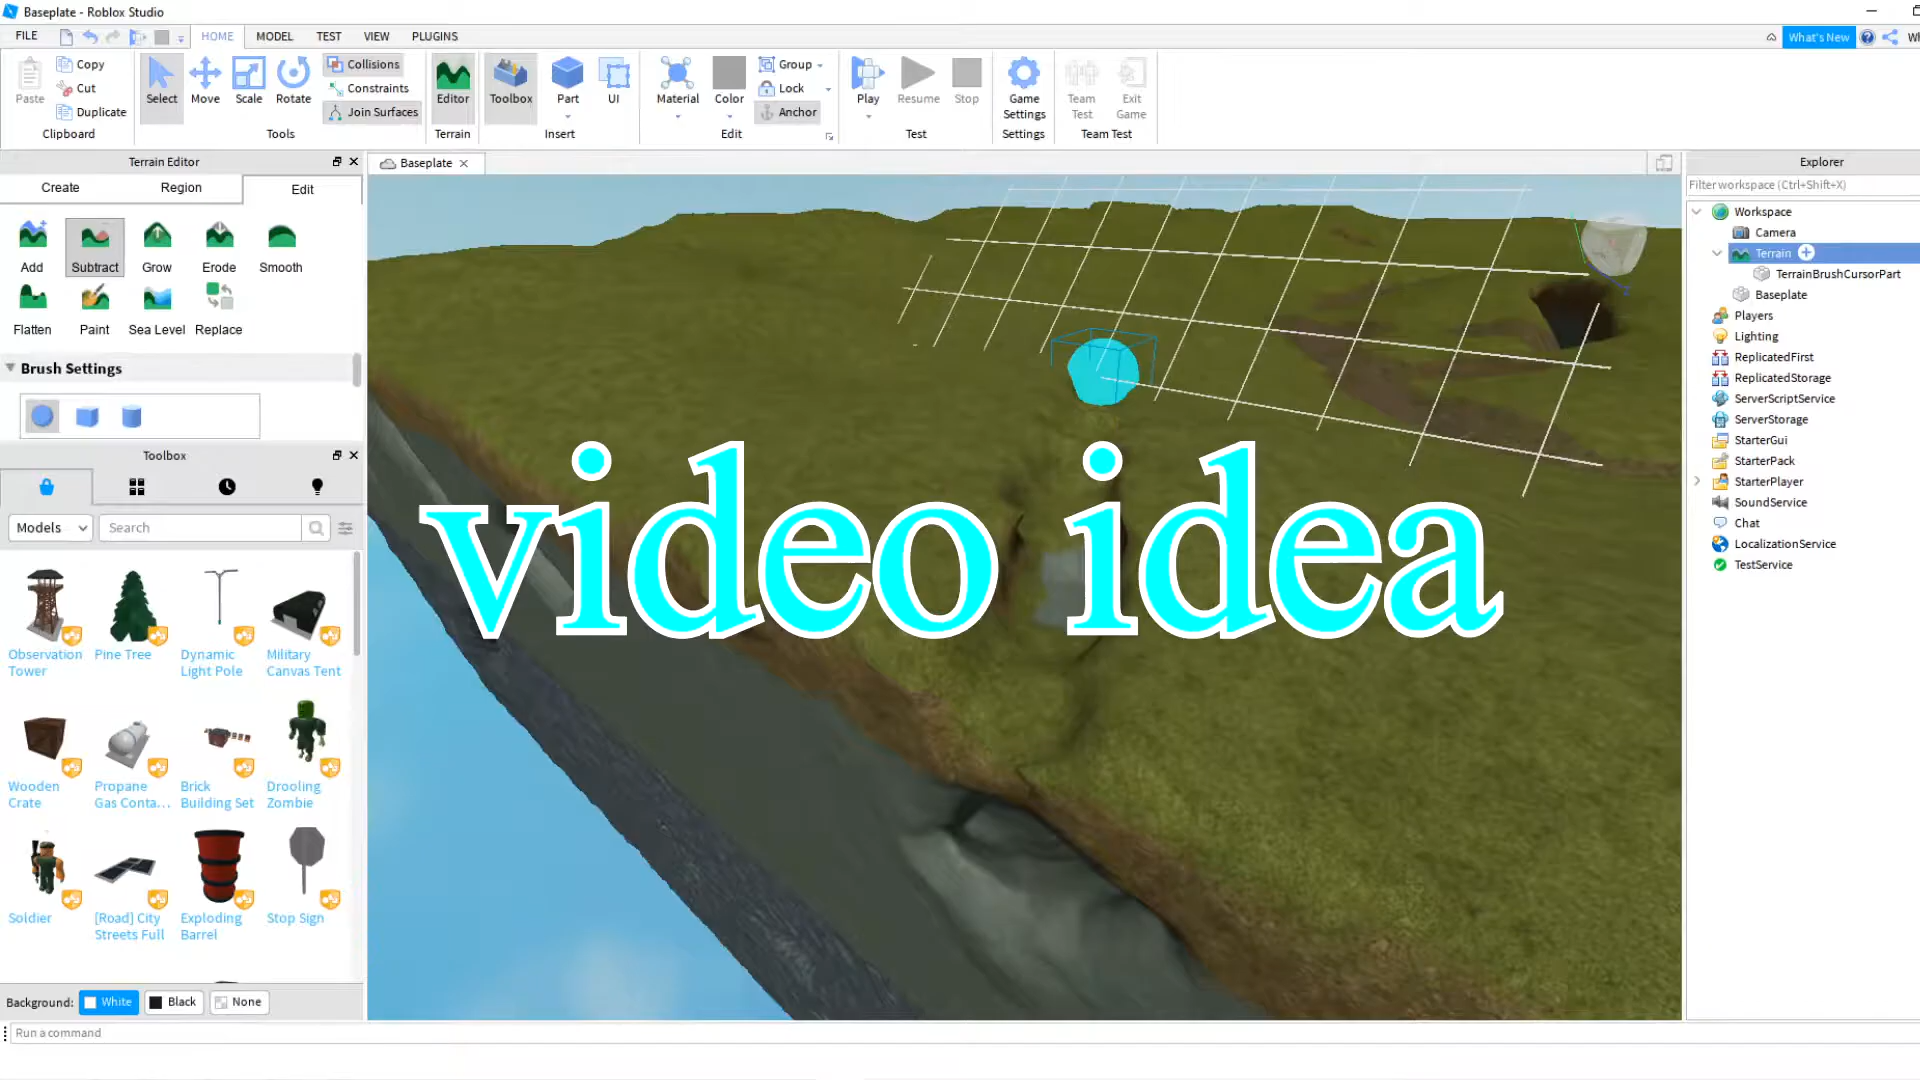 Baseplate - Roblox Studio
FILE HOME MODEL TEST VIEW PLUGINS What's New
Copy
Cut
Duplicate
Paste
Clipboard
Select Move Scale Rotate
Collisions
Constraints
Join Surfaces
Tools
Editor
Terrain
Toolbox Part UI
Insert
Material Color
Group
Lock
Anchor
Edit
Play Resume Stop
Test
Game
Settings
Settings
Team
Test
Exit
Game
Team Test
Terrain Editor
Create Region Edit
Add Subtract Grow Erode Smooth
Flatten Paint Sea Level Replace
Brush Settings
Toolbox
Models Search
Observation
Tower
Pine Tree
Dynamic
Light Pole
Military
Canvas Tent
Wooden
Crate
Propane
Gas Conta...
Brick
Building Set
Drooling
Zombie
Soldier
[Road] City
Streets Full
Exploding
Barrel
Stop Sign
Background: White Black None
Run a command
Baseplate
video idea
Explorer
Filter workspace (Ctrl+Shift+X)
Workspace
Camera
Terrain
TerrainBrushCursorPart
Baseplate
Players
Lighting
ReplicatedFirst
ReplicatedStorage
ServerScriptService
ServerStorage
StarterGui
StarterPack
StarterPlayer
SoundService
Chat
LocalizationService
TestService